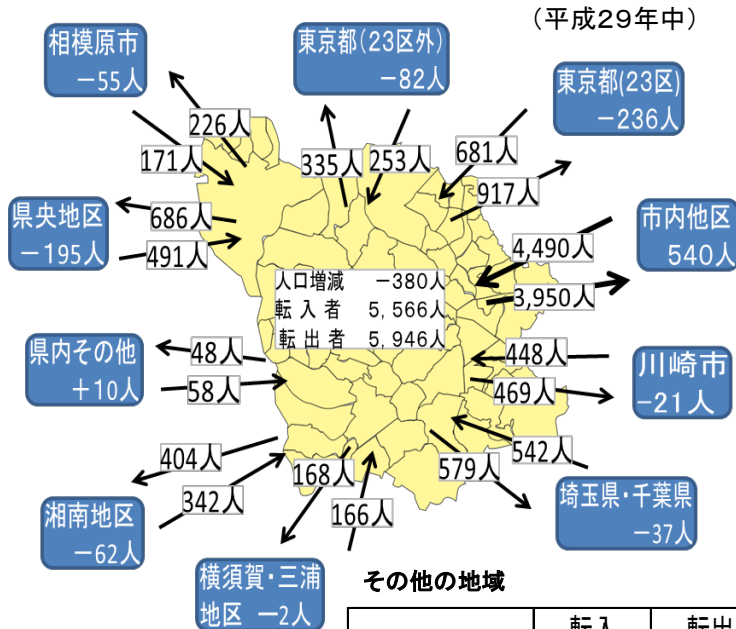 (平成29年中)
相模原市
−55人
東京都(23区外)
−82人
東京都(23区)
−236人
226人
171人
335人
253人
681人
917人
県央地区
−195人
686人
491人
市内他区
540人
4,490人
3,950人
人口増減 −380人
転入者 5,566人
転出者 5,946人
県内その他
+10人
48人
58人
448人
469人
川崎市
−21人
404人
342人
湘南地区
−62人
168人
166人
542人
579人
埼玉県・千葉県
−37人
横須賀・三浦
地区 −2人
その他の地域
転入
転出